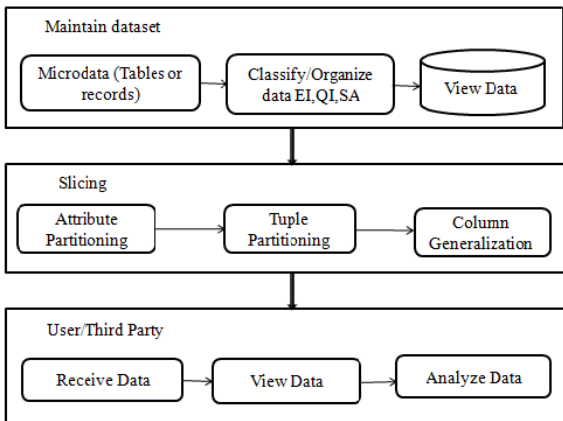 Maintain dataset
Microdata (Tables or
records)
Classify/Organize
data EI,QI,SA
View Data
Slicing
Attribute
Partitioning
Tuple
Partitioning
Column
Generalization
User/Third Party
Receive Data
View Data
Analyze Data